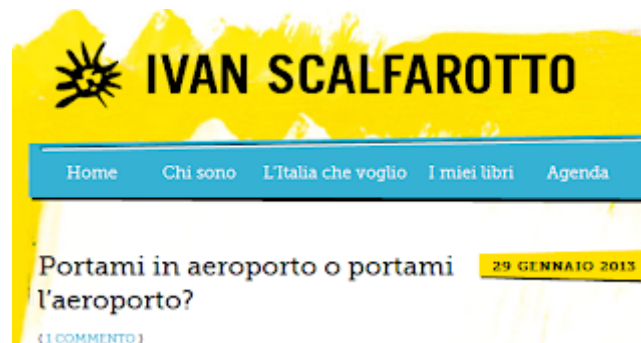 IVAN SCALFAROTTO
Home Chi sono L'Italia che voglio I miei libri Agenda
Portami in aeroporto o portami
l'aeroporto?
29 GENNAIO 2013
{ 1 COMMENTO }